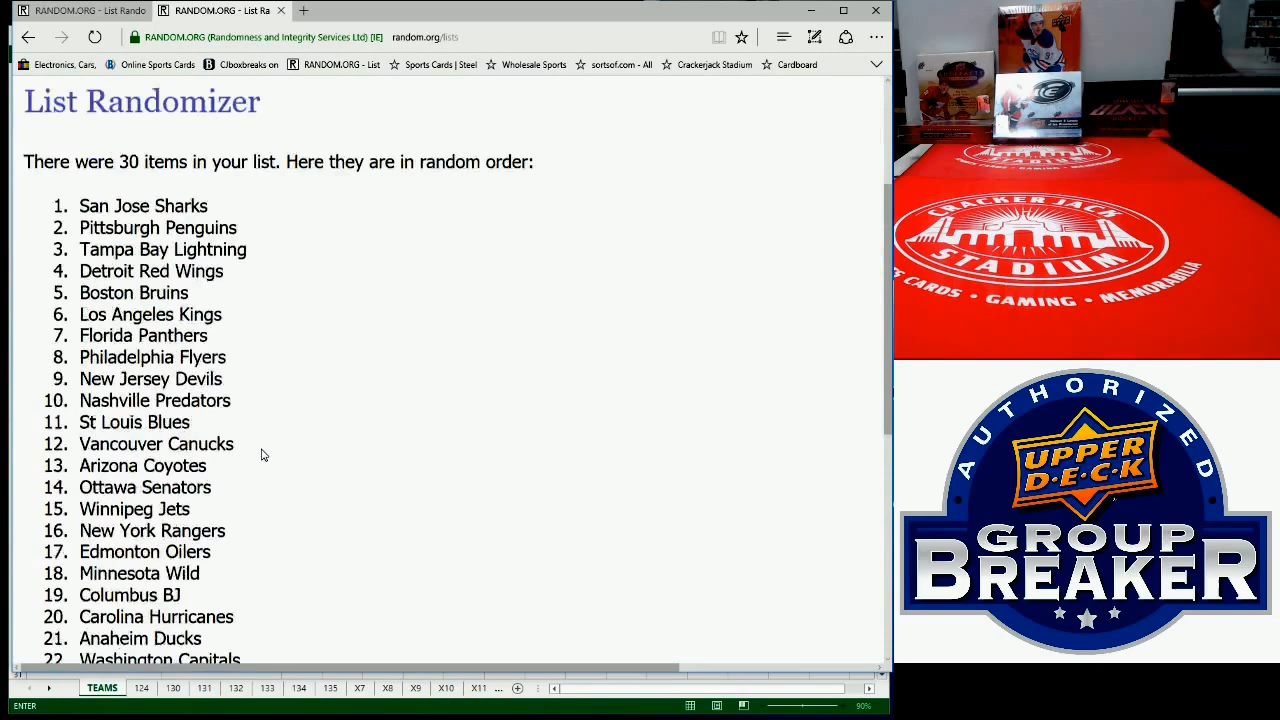 RANDOM.ORG - List Rando
RANDOM.ORG - List Ra
RANDOM.ORG (Randomness and Integrity Services Ltd) [IE] random.org/lists
Electronics, Cars,
Online Sports Cards
CJboxbreaks on
RANDOM.ORG - List
Sports Cards | Steel
Wholesale Sports
sortsof.com - All
Crackerjack Stadium
Cardboard
List Randomizer
There were 30 items in your list. Here they are in random order:
1. San Jose Sharks
2. Pittsburgh Penguins
3. Tampa Bay Lightning
4. Detroit Red Wings
5. Boston Bruins
6. Los Angeles Kings
7. Florida Panthers
8. Philadelphia Flyers
9. New Jersey Devils
10. Nashville Predators
11. St Louis Blues
12. Vancouver Canucks
13. Arizona Coyotes
14. Ottawa Senators
15. Winnipeg Jets
16. New York Rangers
17. Edmonton Oilers
18. Minnesota Wild
19. Columbus BJ
20. Carolina Hurricanes
21. Anaheim Ducks
22. Washington Capitals
TEAMS 124 130 131 132 133 134 135 X7 X8 X9 X10 X11 ...
ENTER
90%
STADIUM
CRACKER JACK
STADIUM
CARDS • GAMING • MEMORABILIA
AUTHORIZED
UPPER
D·E·C·K
GROUP
BREAKER